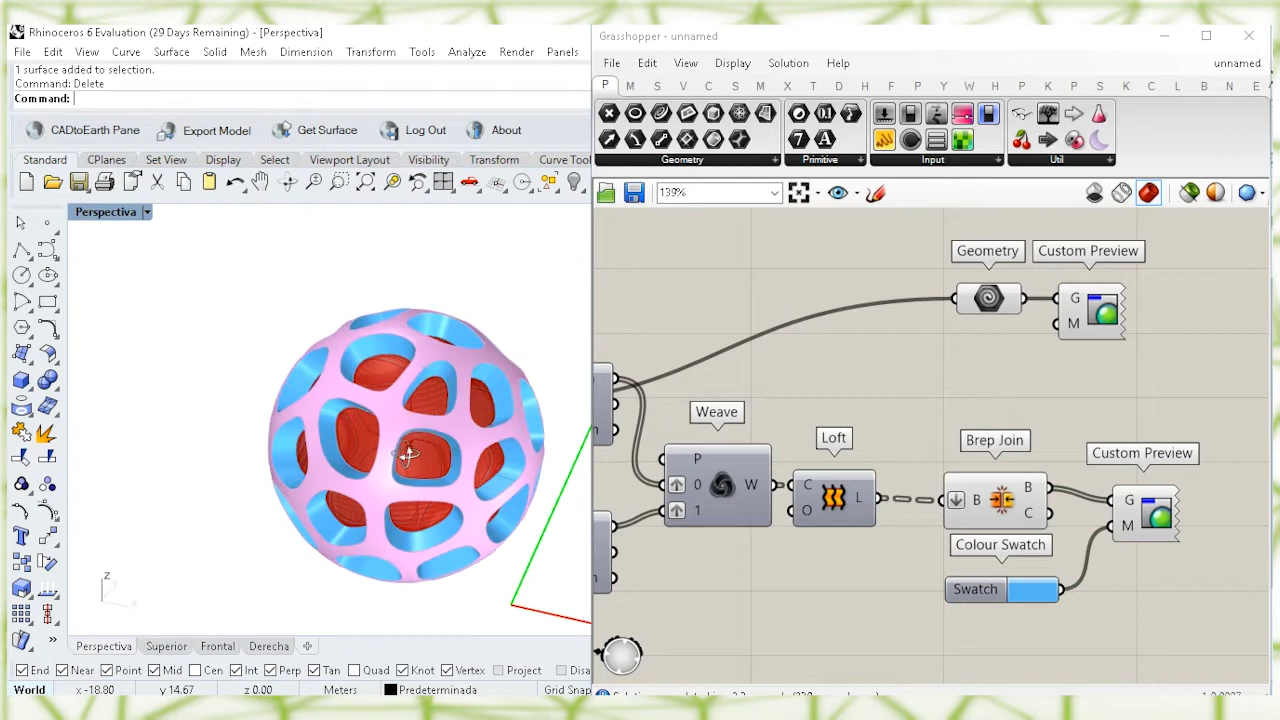 Rhinoceros 6 Evaluation (29 Days Remaining) - [Perspectiva]
File Edit View Curve Surface Solid Mesh Dimension Transform Tools Analyze Render Panels
1 surface added to selection.
Command: Delete
Command:
CADtoEarth Pane Export Model Get Surface Log Out About
Standard CPlanes Set View Display Select Viewport Layout Visibility Transform Curve Tool
Perspectiva
z
y
x
Perspectiva Superior Frontal Derecha
End Near Point Mid Cen Int Perp Tan Quad Knot Vertex Project Disa
World x -18.80 y 14.67 z 0.00 Meters Predeterminada Grid Snap
Grasshopper - unnamed
File Edit View Display Solution Help unnamed
P M S V C S M X T D H F A P Y W H L C T P S C K T L B N E
Geometry Primitive Input Util
139%
Geometry Custom Preview
G
M
Weave
P
0 W
1
Loft
C L
O
Brep Join
B B
C
Custom Preview
G
M
Colour Swatch
Swatch
n
n